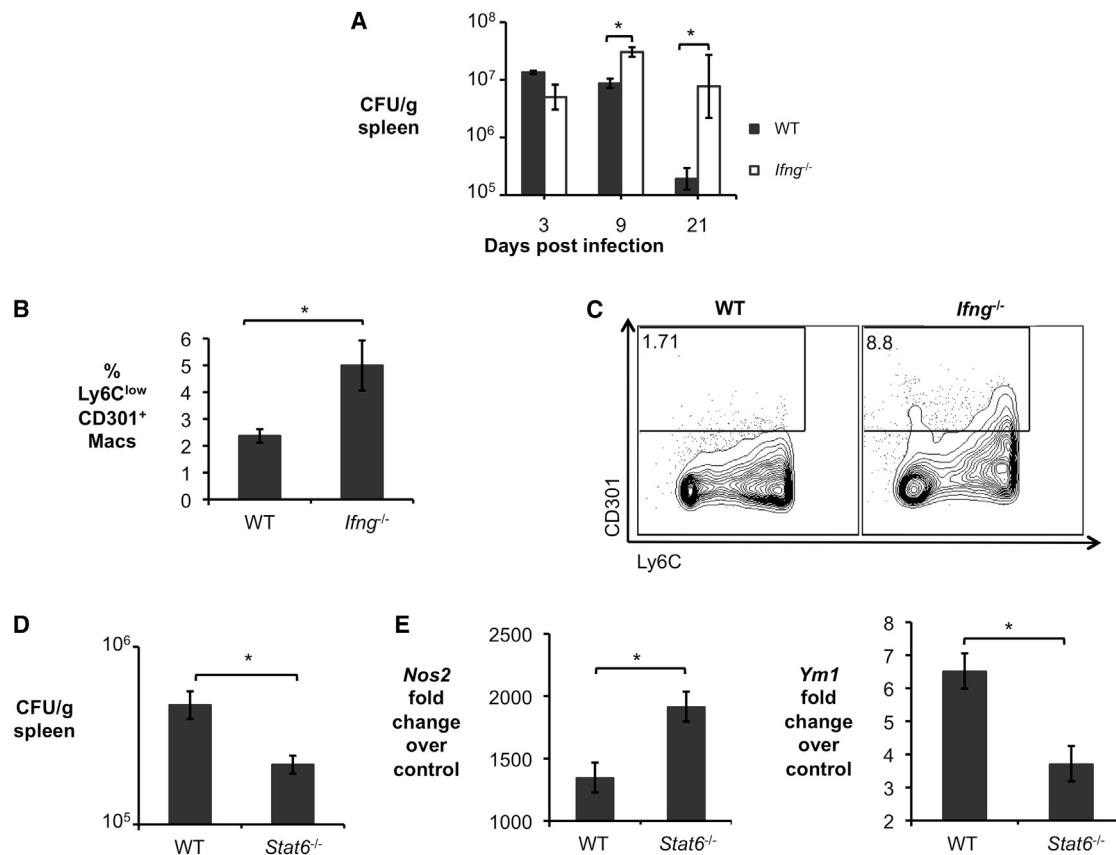 A
CFU/g
spleen
10⁸
10⁷
10⁶
10⁵
*
*
3
9
21
Days post infection
WT
Ifng⁻/⁻
B
%
Ly6Cˡᵒʷ
CD301⁺
Macs
6
5
4
3
2
1
0
*
WT
Ifng⁻/⁻
C
WT
Ifng⁻/⁻
1.71
8.8
CD301
Ly6C
D
CFU/g
spleen
10⁶
10⁵
*
WT
Stat6⁻/⁻
E
Nos2
fold
change
over
control
2500
2000
1500
1000
*
WT
Stat6⁻/⁻
Ym1
fold
change
over
control
8
7
6
5
4
3
2
*
WT
Stat6⁻/⁻